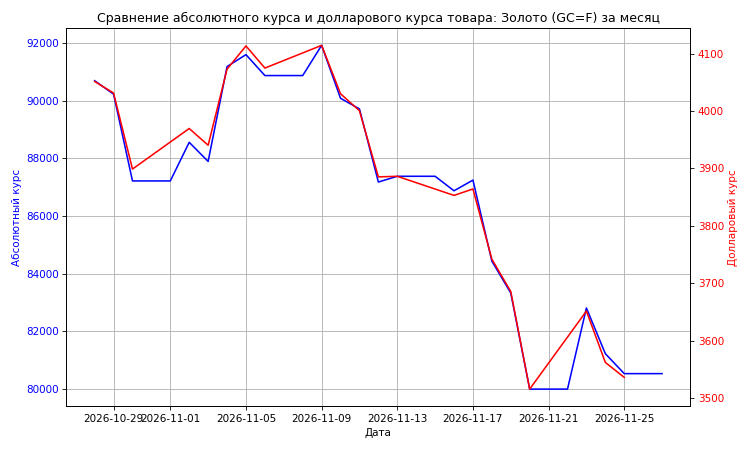 Сравнение абсолютного курса и долларового курса товара: Золото (GC=F) за месяц
Абсолютный курс
92000
90000
88000
86000
84000
82000
80000
4100
4000
3900
3800
3700
3600
3500
Долларовый курс
2026-10-29 2026-11-01 2026-11-05 2026-11-09 2026-11-13 2026-11-17 2026-11-21 2026-11-25
Дата